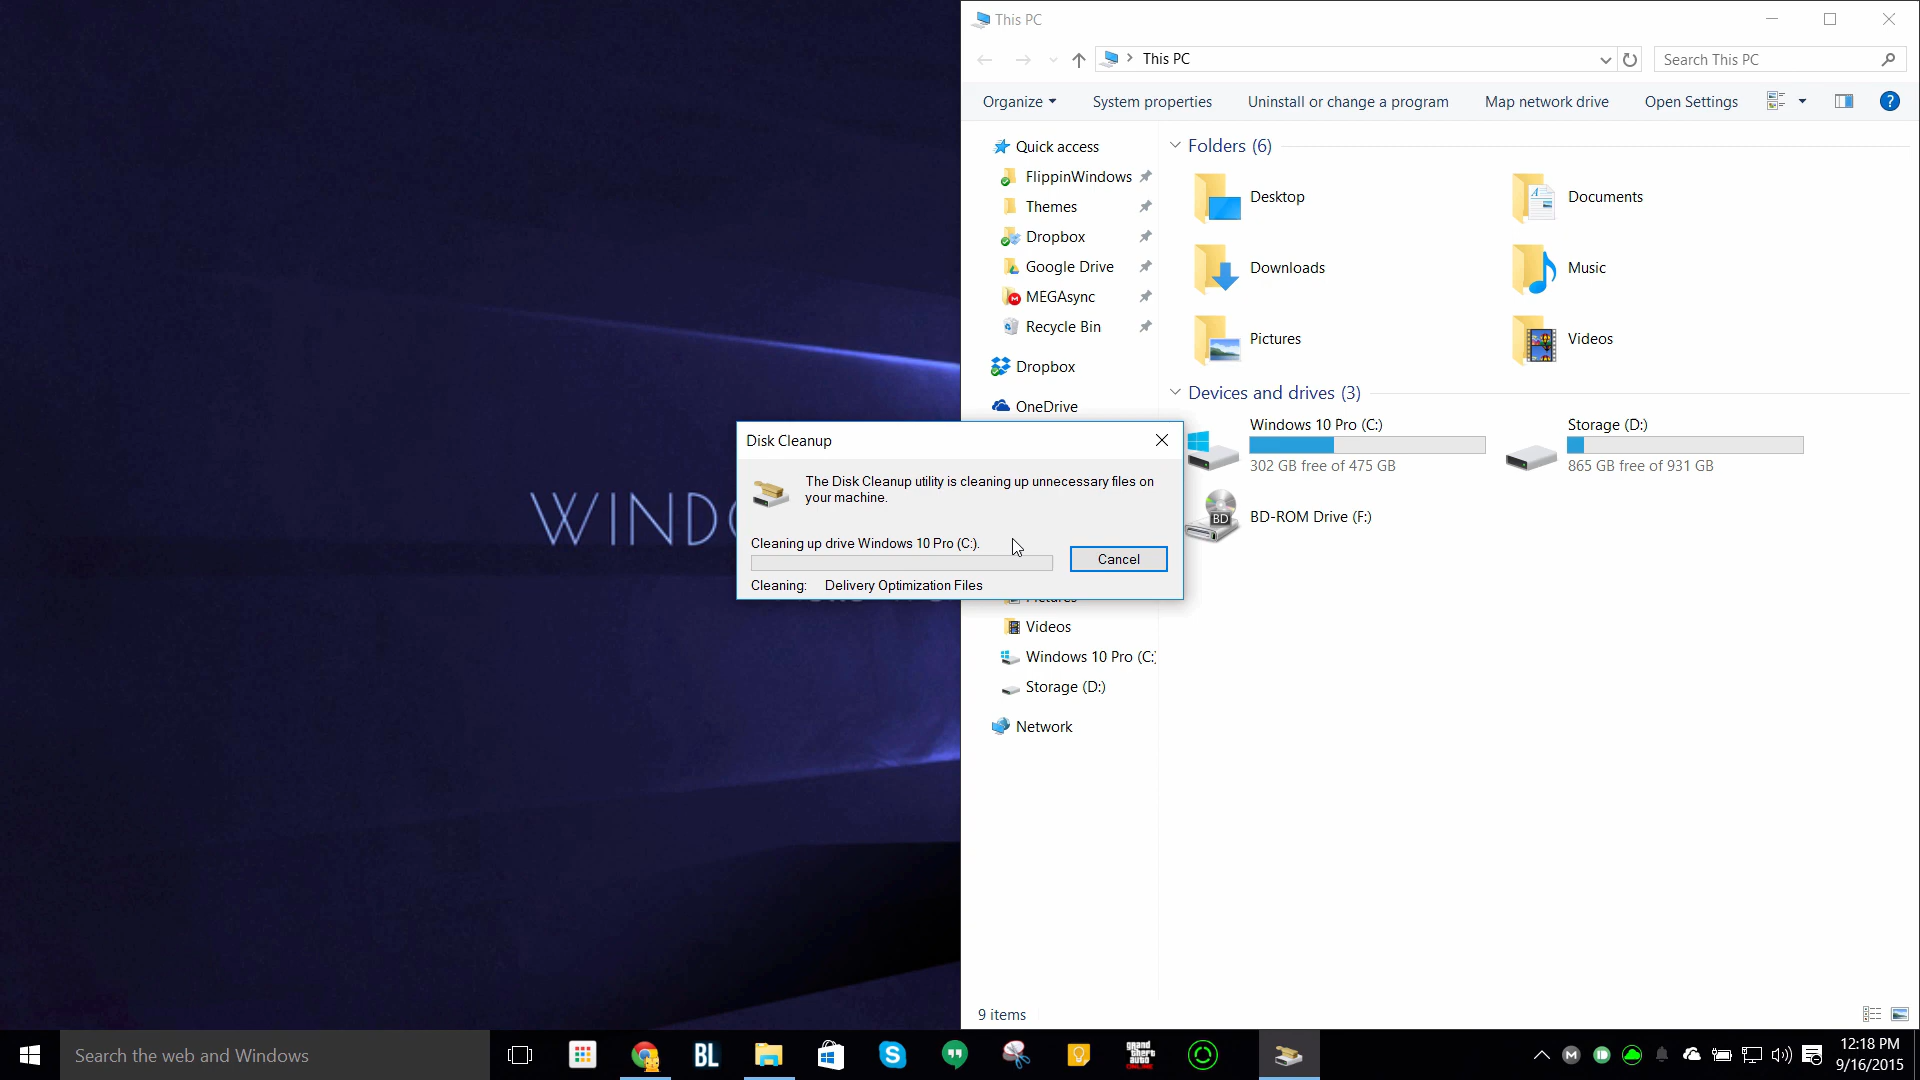 This PC
This PC
Search This PC
Organize
System properties
Uninstall or change a program
Map network drive
Open Settings
Quick access
FlippinWindows
Themes
Dropbox
Google Drive
MEGAsync
Recycle Bin
Dropbox
OneDrive
Folders (6)
Desktop
Documents
Downloads
Music
Pictures
Videos
Devices and drives (3)
Windows 10 Pro (C:)
302 GB free of 475 GB
Storage (D:)
865 GB free of 931 GB
BD
BD-ROM Drive (F:)
WIND
Disk Cleanup
The Disk Cleanup utility is cleaning up unnecessary files on
your machine.
Cleaning up drive Windows 10 Pro (C:).
Cancel
Cleaning: Delivery Optimization Files
Pictures
Videos
Windows 10 Pro (C:)
Storage (D:)
Network
9 items
Search the web and Windows
BL
grand theft auto
12:18 PM
9/16/2015